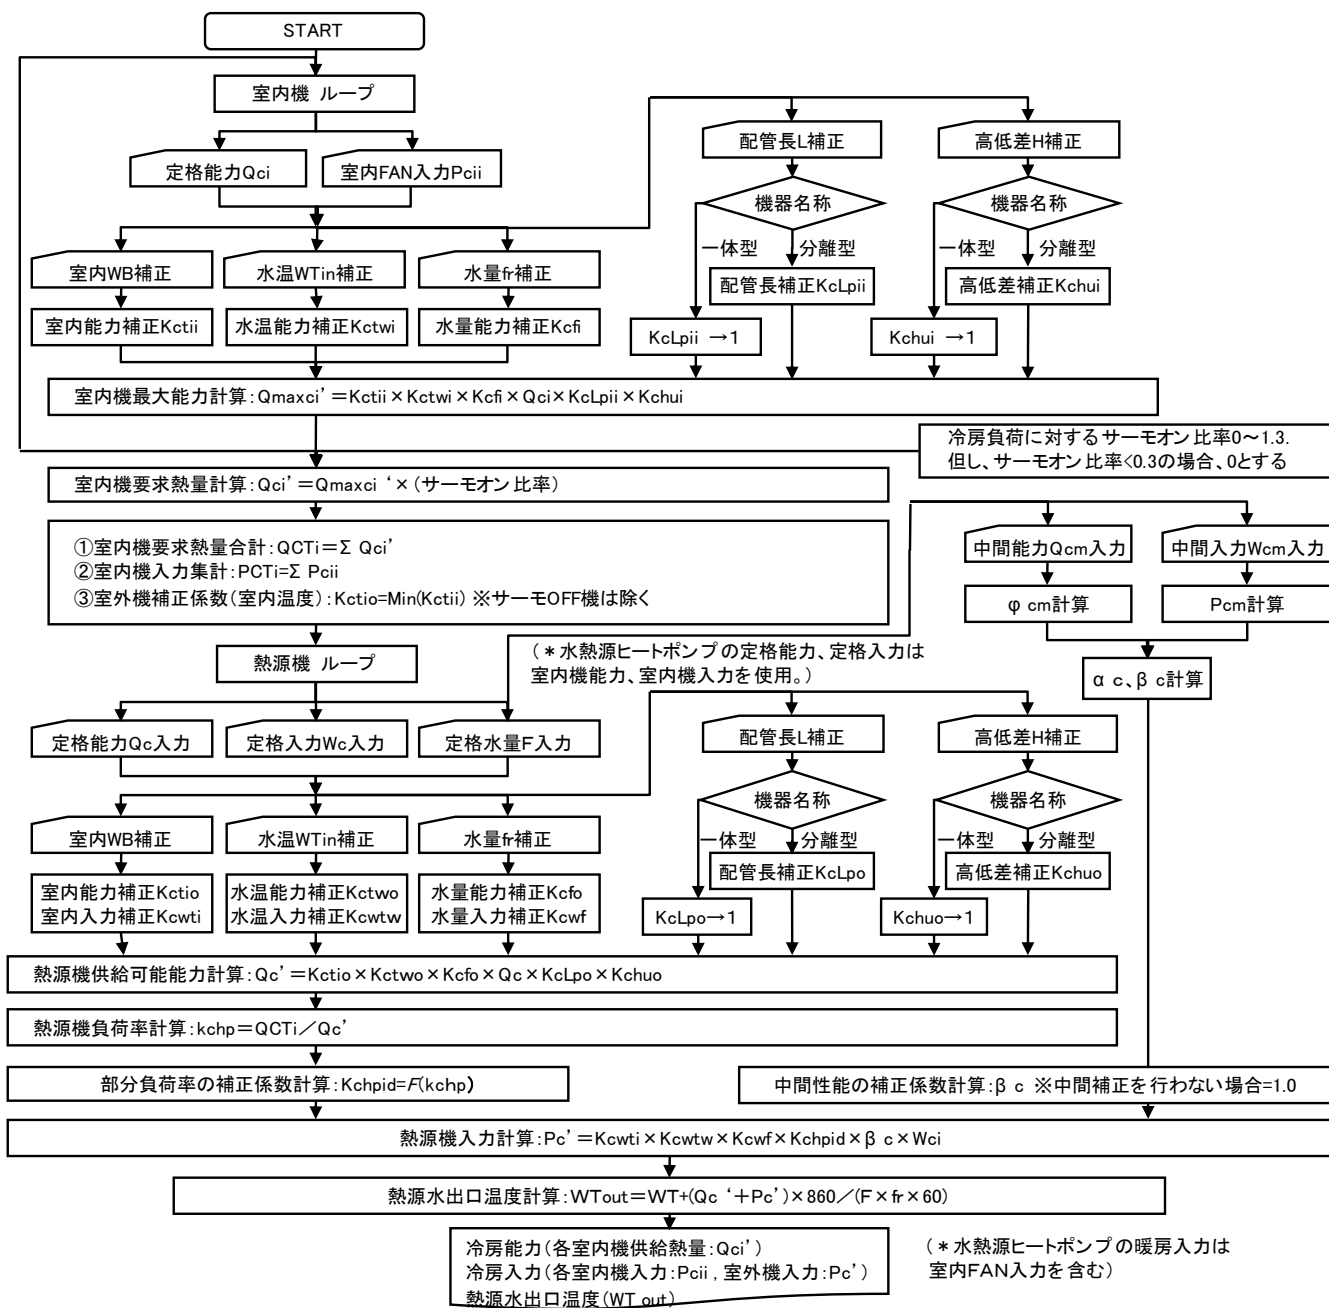 START
室内機 ループ
定格能力Qci
室内FAN入力Pcii
配管長L補正
高低差H補正
機器名称
機器名称
一体型
分離型
一体型
分離型
室内WB補正
水温WTin補正
水量fr補正
配管長補正KcLpii
高低差補正Kchui
室内能力補正Kctii
水温能力補正Kctwi
水量能力補正Kcfi
KcLpii →1
Kchui →1
室内機最大能力計算:Qmaxci’=Kctii×Kctwi×Kcfi×Qci×KcLpii×Kchui
冷房負荷に対するサーモオン比率0~1.3.
但し、サーモオン比率<0.3の場合、0とする
室内機要求熱量計算:Qci’=Qmaxci ‘×(サーモオン比率)
①室内機要求熱量合計:QCTi=Σ Qci’
②室内機入力集計:PCTi=Σ Pcii
③室外機補正係数(室内温度):Kctio=Min(Kctii) ※サーモOFF機は除く
中間能力Qcm入力
中間入力Wcm入力
φ cm計算
Pcm計算
α c、β c計算
熱源機 ループ
(*水熱源ヒートポンプの定格能力、定格入力は
室内機能力、室内機入力を使用。)
定格能力Qc入力
定格入力Wc入力
定格水量F入力
配管長L補正
高低差H補正
機器名称
機器名称
一体型
分離型
一体型
分離型
室内WB補正
水温WTin補正
水量fr補正
配管長補正KcLpo
高低差補正Kchuo
室内能力補正Kctio
室内入力補正Kcwti
水温能力補正Kctwo
水温入力補正Kcwtw
水量能力補正Kcfo
水量入力補正Kcwf
KcLpo→1
Kchuo→1
熱源機供給可能能力計算:Qc’=Kctio×Kctwo×Kcfo×Qc×KcLpo×Kchuo
熱源機負荷率計算:kchp=QCTi/Qc’
部分負荷率の補正係数計算:Kchpid=F(kchp)
中間性能の補正係数計算:β c ※中間補正を行わない場合=1.0
熱源機入力計算:Pc’=Kcwti×Kcwtw×Kcwf×Kchpid×β c×Wci
熱源水出口温度計算:WTout=WT+(Qc ‘+Pc’)×860/(F×fr×60)
冷房能力(各室内機供給熱量:Qci’)
冷房入力(各室内機入力:Pcii , 室外機入力:Pc’)
熱源水出口温度(WT out)
(*水熱源ヒートポンプの暖房入力は
室内FAN入力を含む)